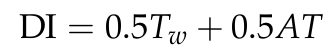 DI = 0.5T_w + 0.5AT